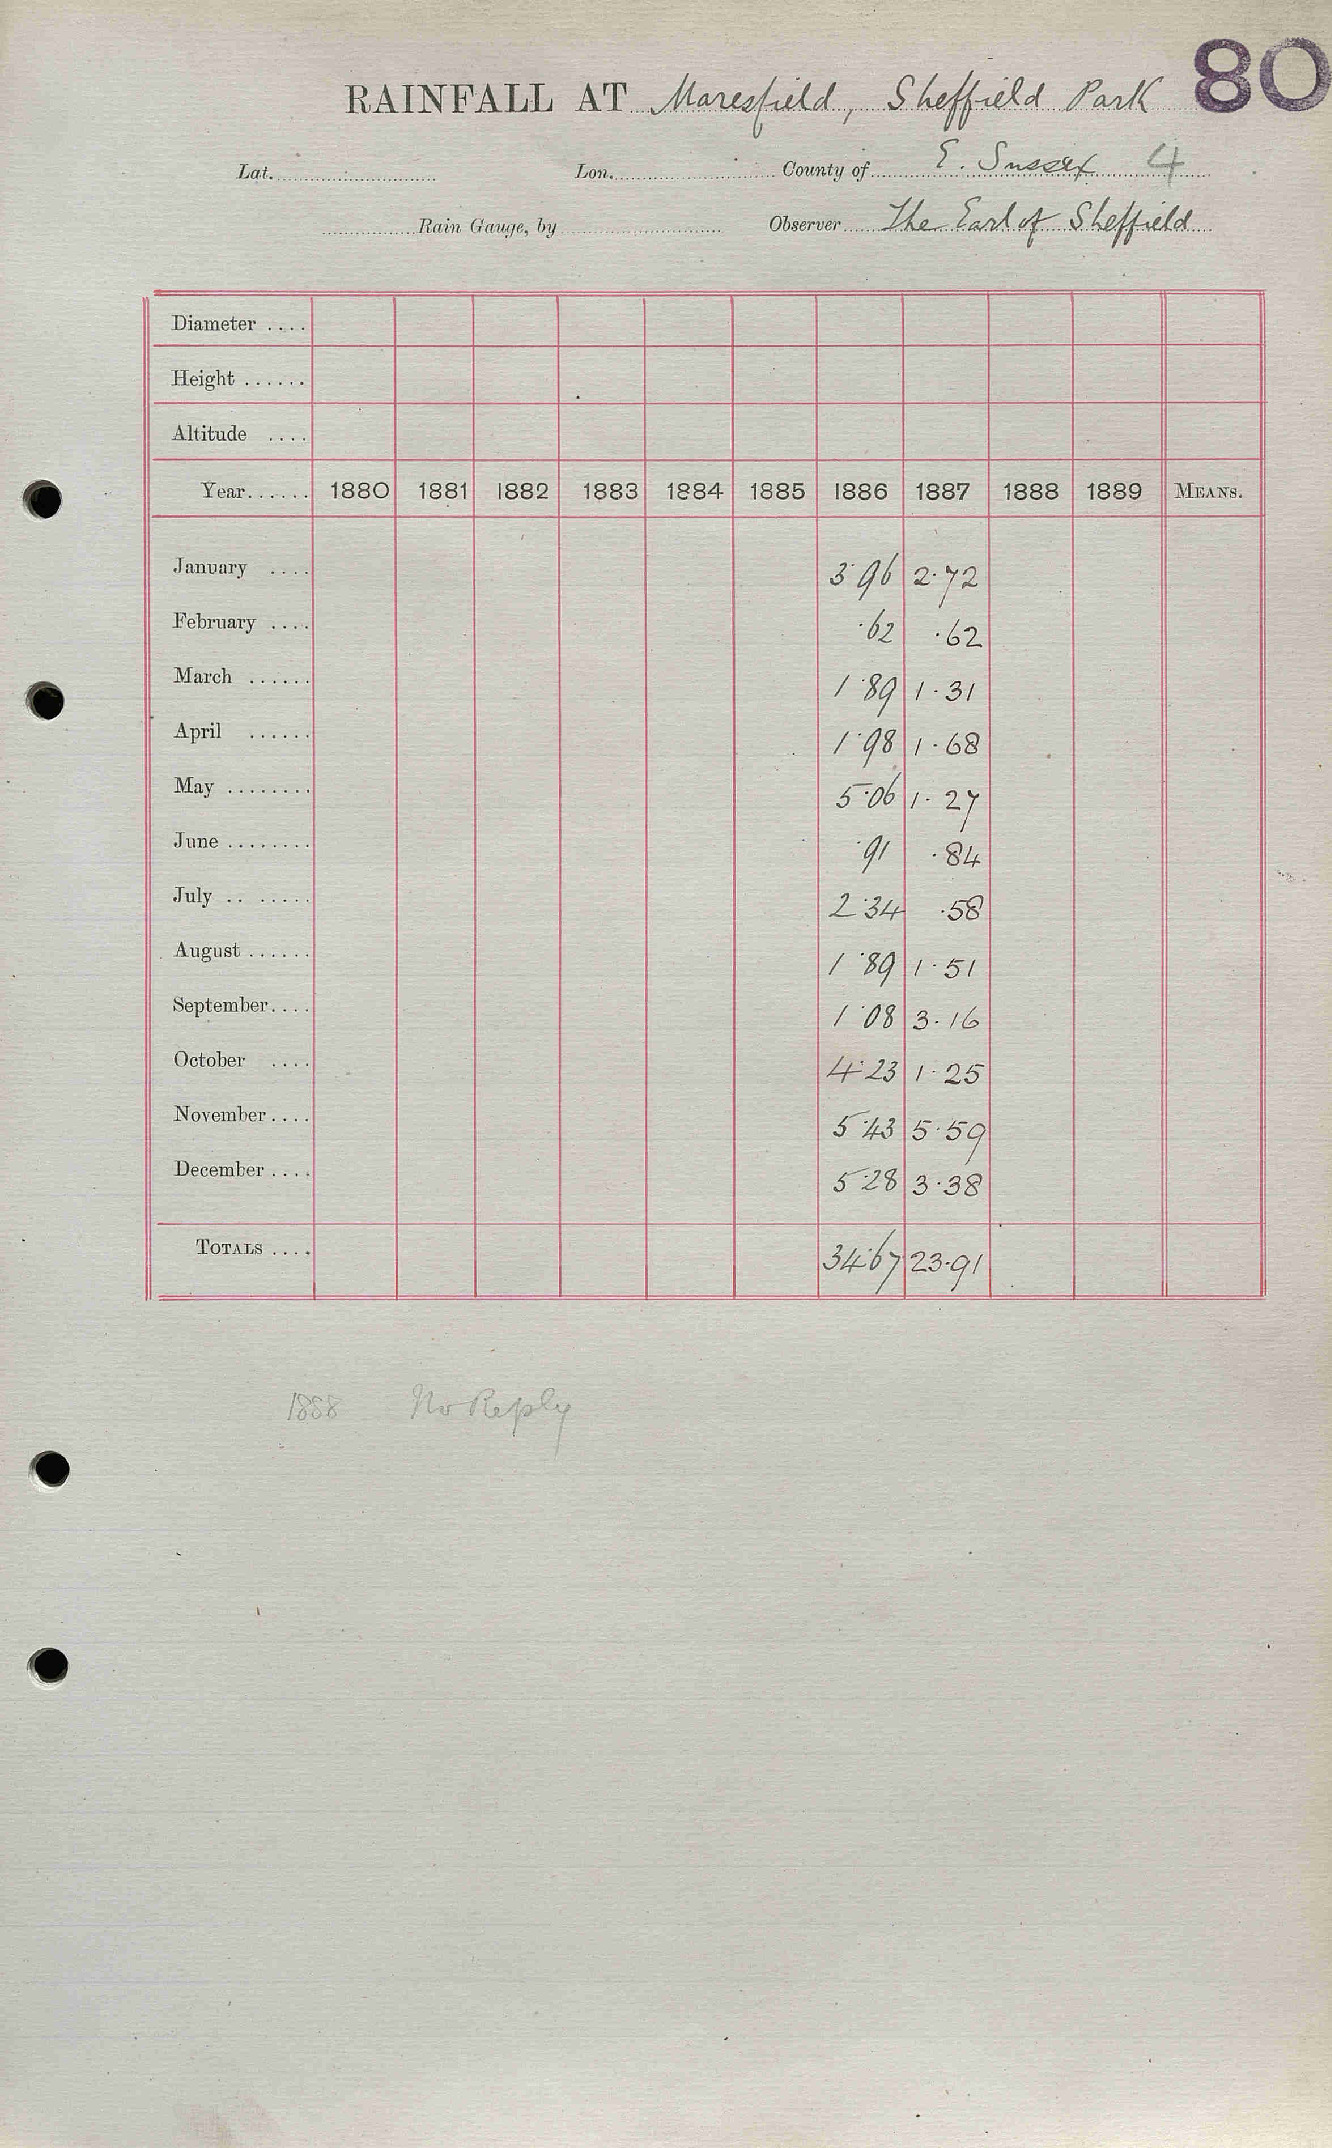 80
RAINFALL AT Maresfield, Sheffield Park
Lat. Lon. County of E. Sussex 4
Rain Gauge, by Observer The Earl of Sheffield
Diameter ....
Height ......
Altitude ....
Year...... 1880 1881 1882 1883 1884 1885 1886 1887 1888 1889 MEANS.
January .... 3·96 2·72
February .... ·62 ·62
March ...... 1·89 1·31
April ...... 1·98 1·68
May ........ 5·06 1·27
June ........ ·91 ·84
July .. ..... 2·34 ·58
August ...... 1·89 1·51
September.... 1·08 3·16
October .... 4·23 1·25
November.... 5·43 5·59
December.... 5·28 3·38
TOTALS .... 34·67 23·91
1888 No Reply